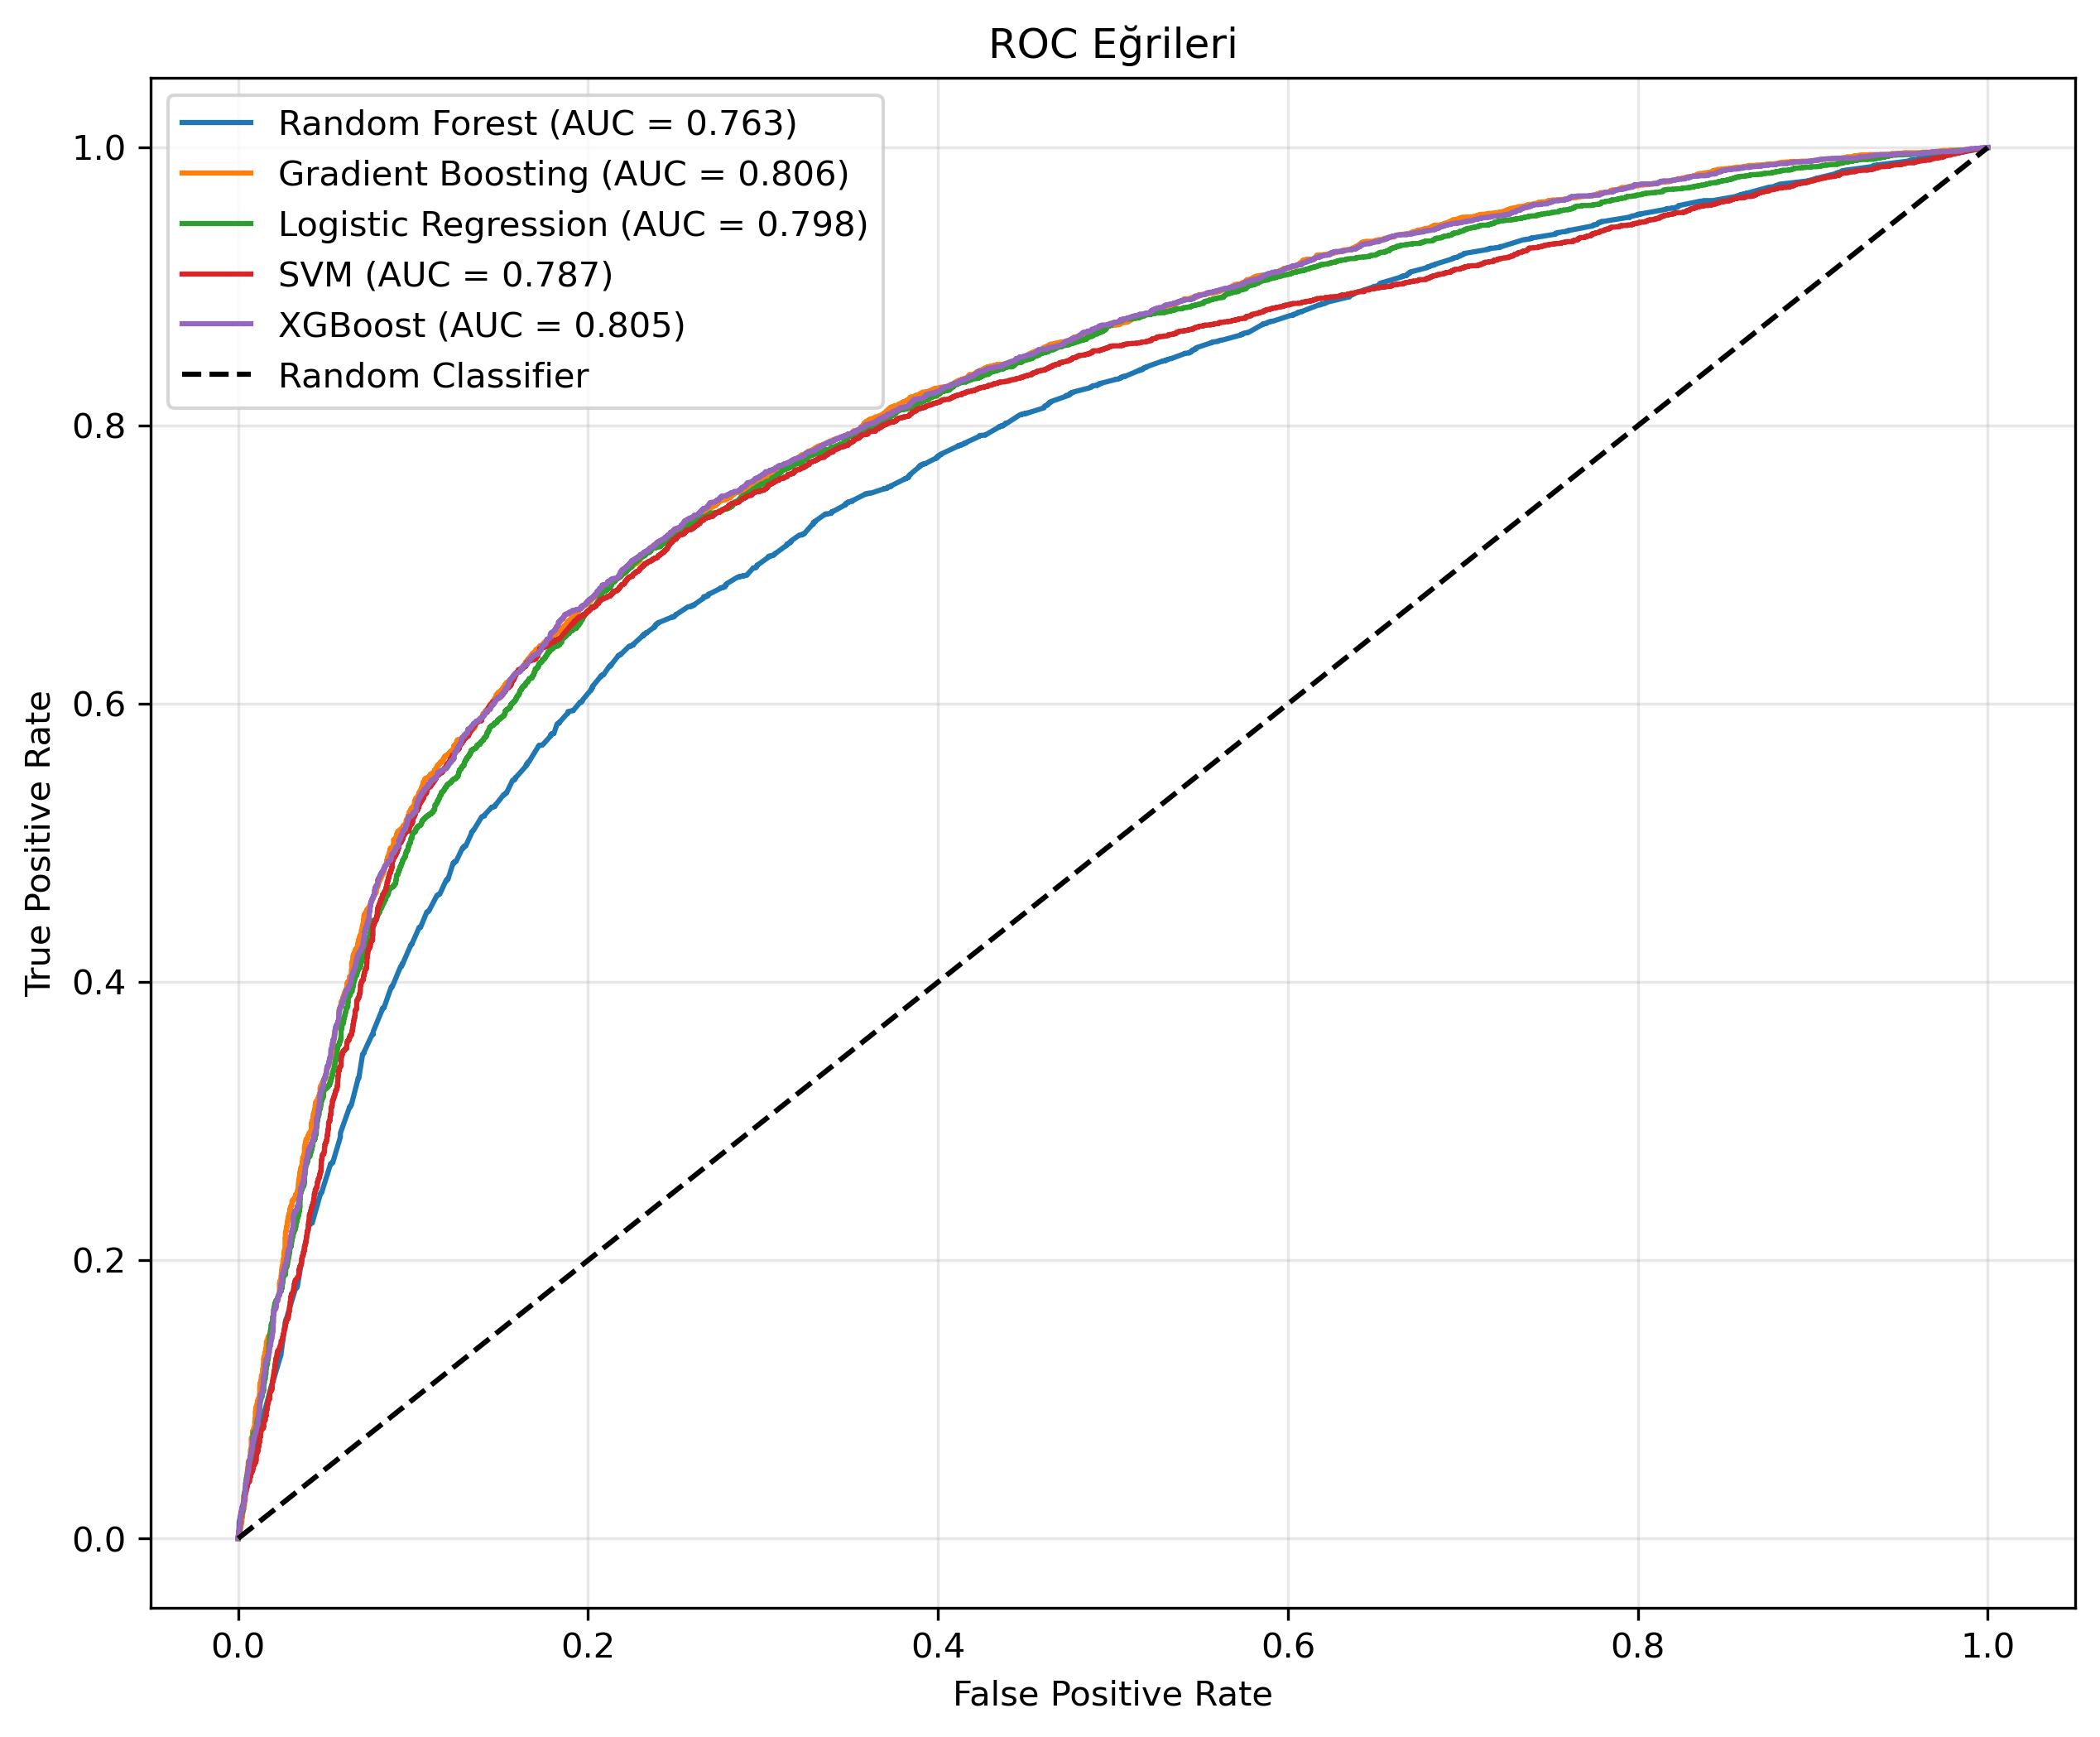 ROC Eğrileri
Random Forest (AUC = 0.763)
Gradient Boosting (AUC = 0.806)
Logistic Regression (AUC = 0.798)
SVM (AUC = 0.787)
XGBoost (AUC = 0.805)
Random Classifier
True Positive Rate
1.0
0.8
0.6
0.4
0.2
0.0
0.0 0.2 0.4 0.6 0.8 1.0
False Positive Rate